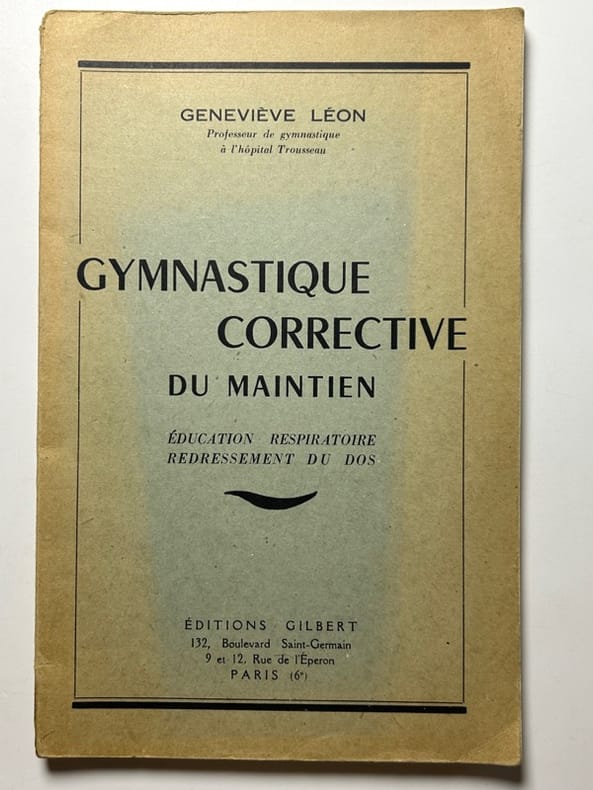 GENEVIÈVE LÉON
Professeur de gymnastique
à l'hôpital Trousseau
GYMNASTIQUE
CORRECTIVE
DU MAINTIEN
ÉDUCATION RESPIRATOIRE
REDRESSEMENT DU DOS
ÉDITIONS GILBERT
132, Boulevard Saint-Germain
9 et 12, Rue de l'Éperon
PARIS (6e)